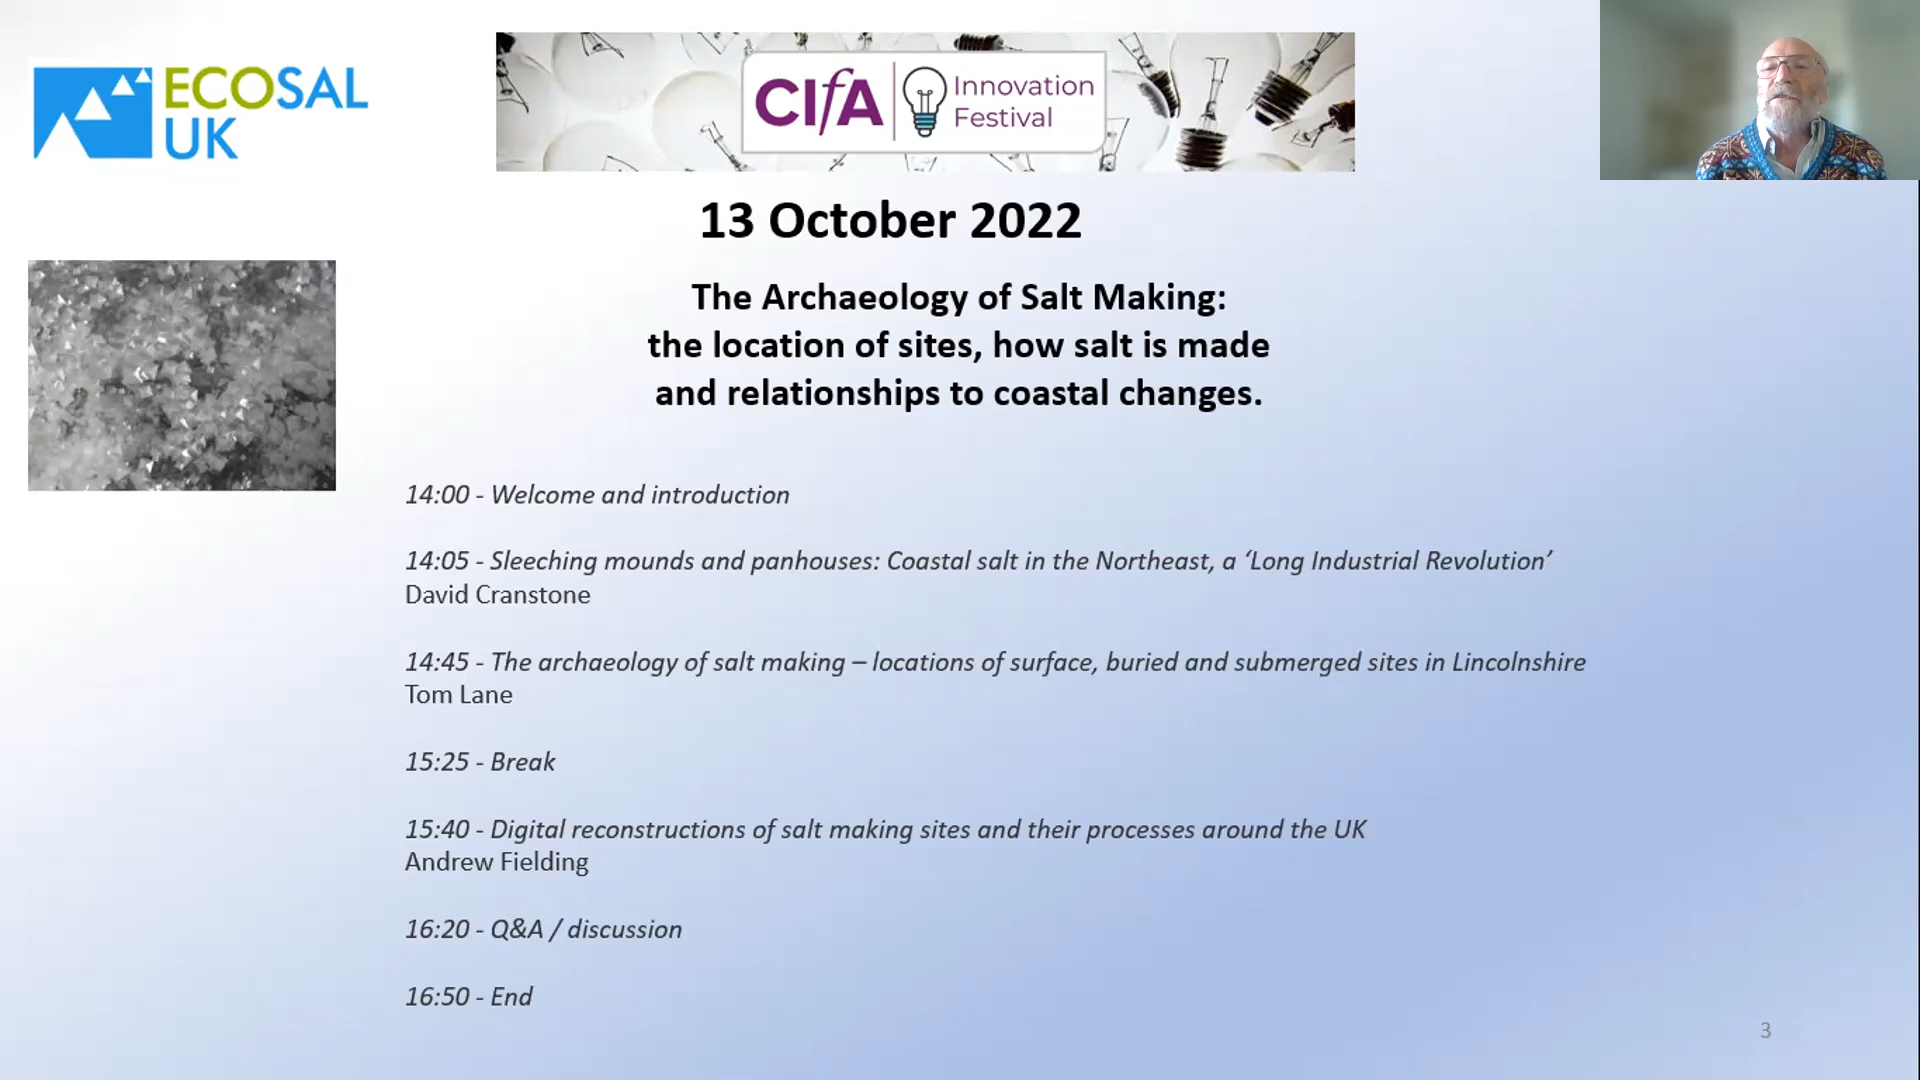 ECOSAL
UK
CIfA
Innovation
Festival
13 October 2022
The Archaeology of Salt Making:
the location of sites, how salt is made
and relationships to coastal changes.
14:00 - Welcome and introduction
14:05 - Sleeching mounds and panhouses: Coastal salt in the Northeast, a ‘Long Industrial Revolution’
David Cranstone
14:45 - The archaeology of salt making – locations of surface, buried and submerged sites in Lincolnshire
Tom Lane
15:25 - Break
15:40 - Digital reconstructions of salt making sites and their processes around the UK
Andrew Fielding
16:20 - Q&A / discussion
16:50 - End
3